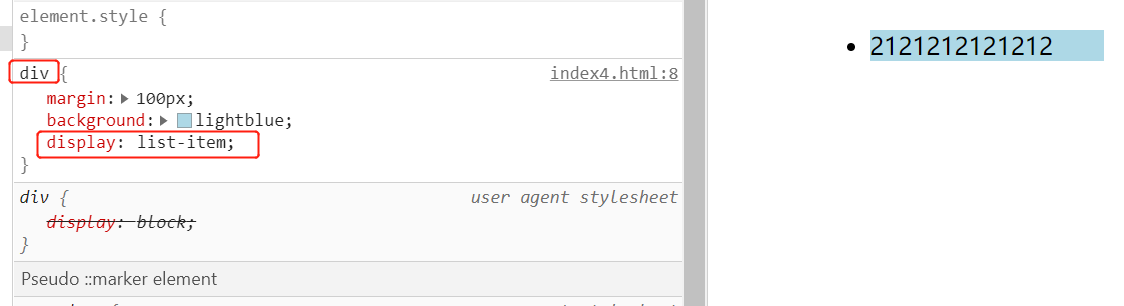 element.style {
}
div {
index4.html:8
margin: 100px;
background: lightblue;
display: list-item;
}
div {
user agent stylesheet
display: block;
}
Pseudo ::marker element
2121212121212